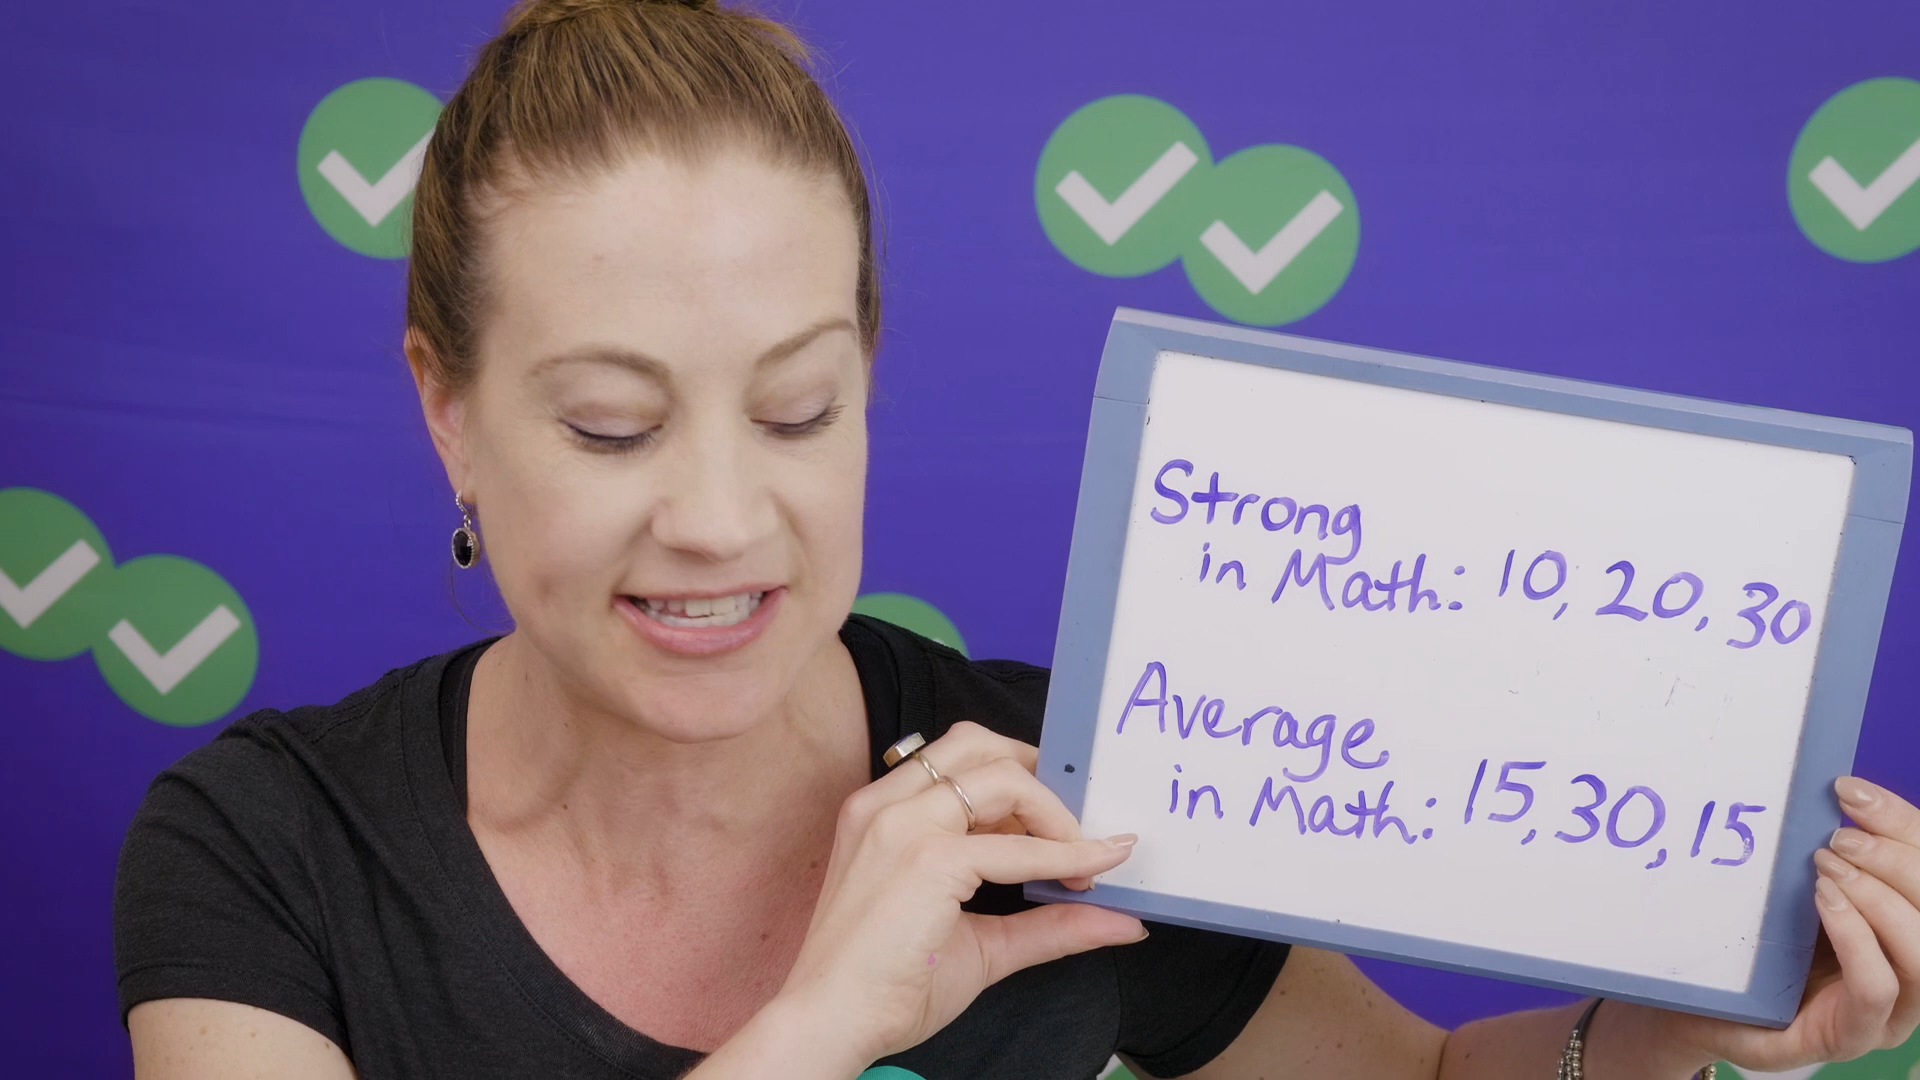 Strong
in Math: 10, 20, 30
Average
in Math: 15, 30, 15